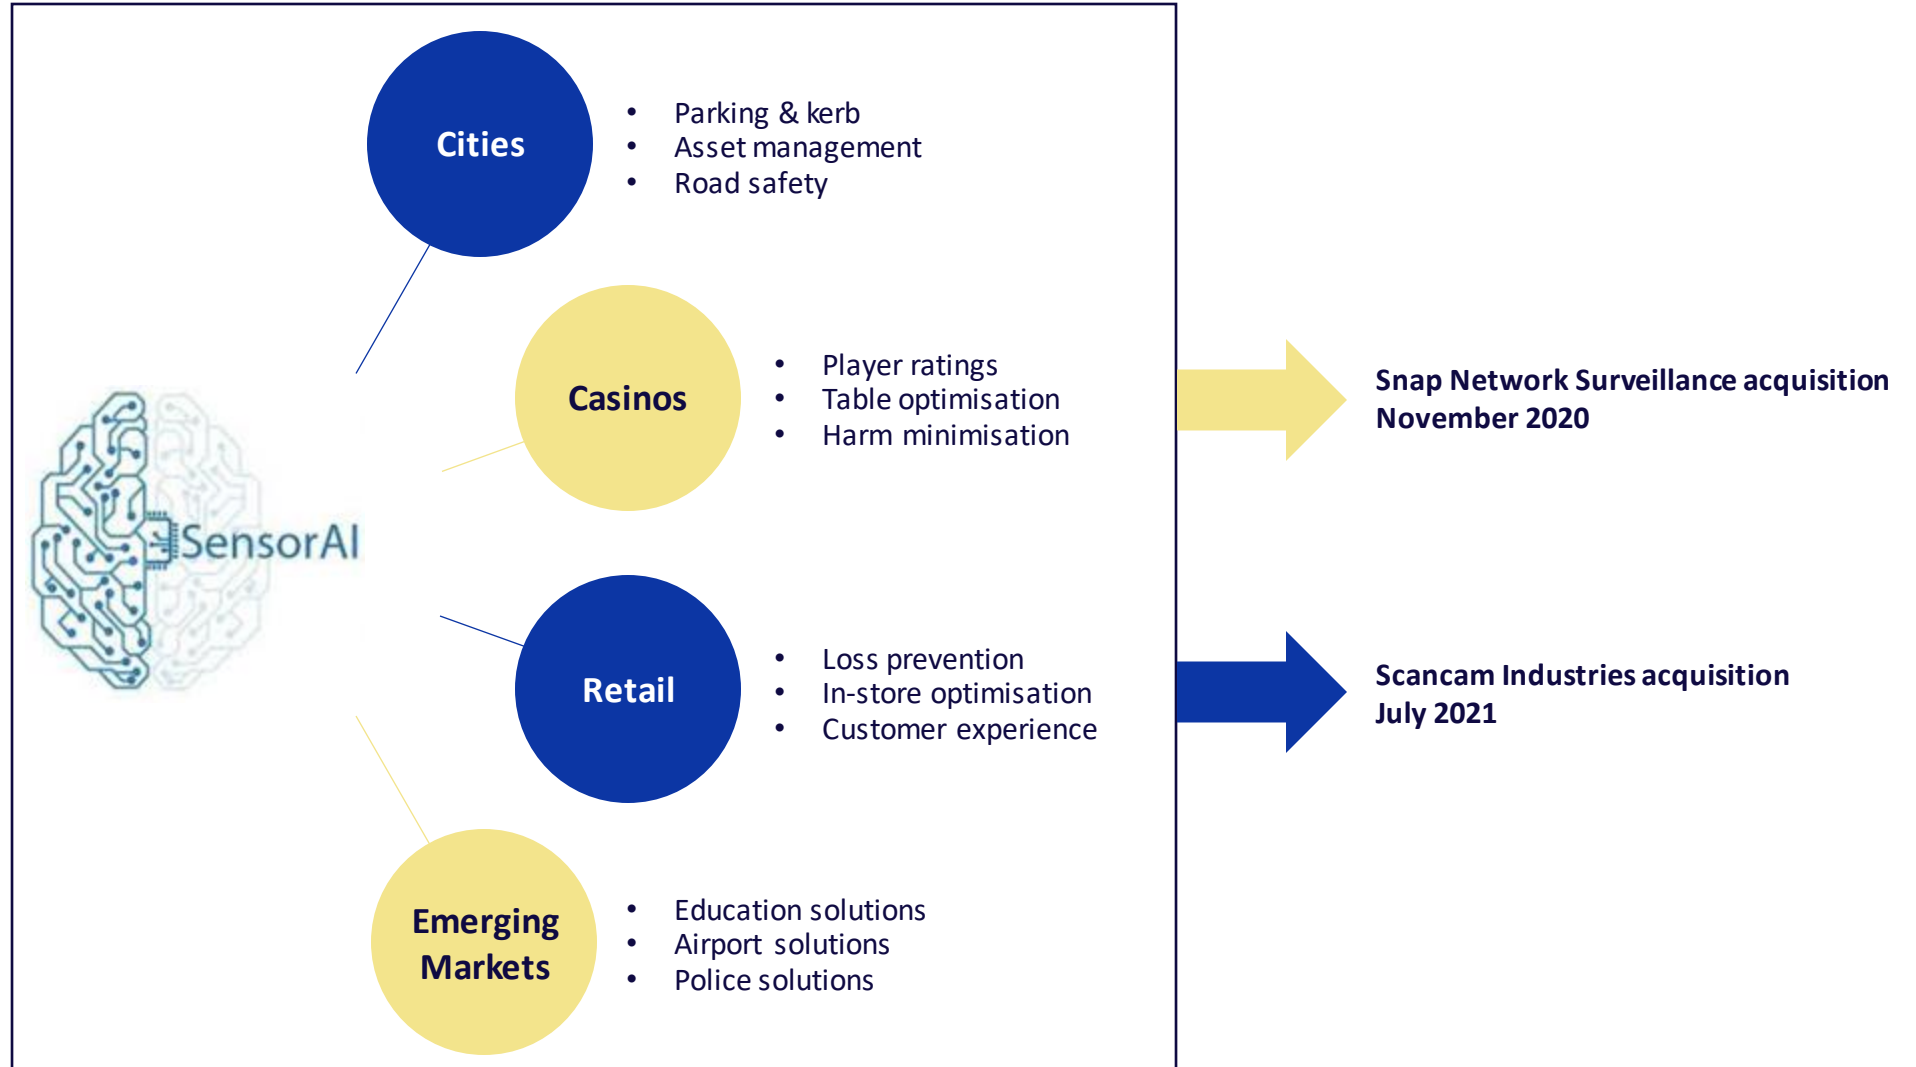 Cities
• Parking & kerb
• Asset management
• Road safety
Casinos
• Player ratings
• Table optimisation
• Harm minimisation
Snap Network Surveillance acquisition
November 2020
SensorAI
Retail
• Loss prevention
• In-store optimisation
• Customer experience
Scancam Industries acquisition
July 2021
Emerging
Markets
• Education solutions
• Airport solutions
• Police solutions